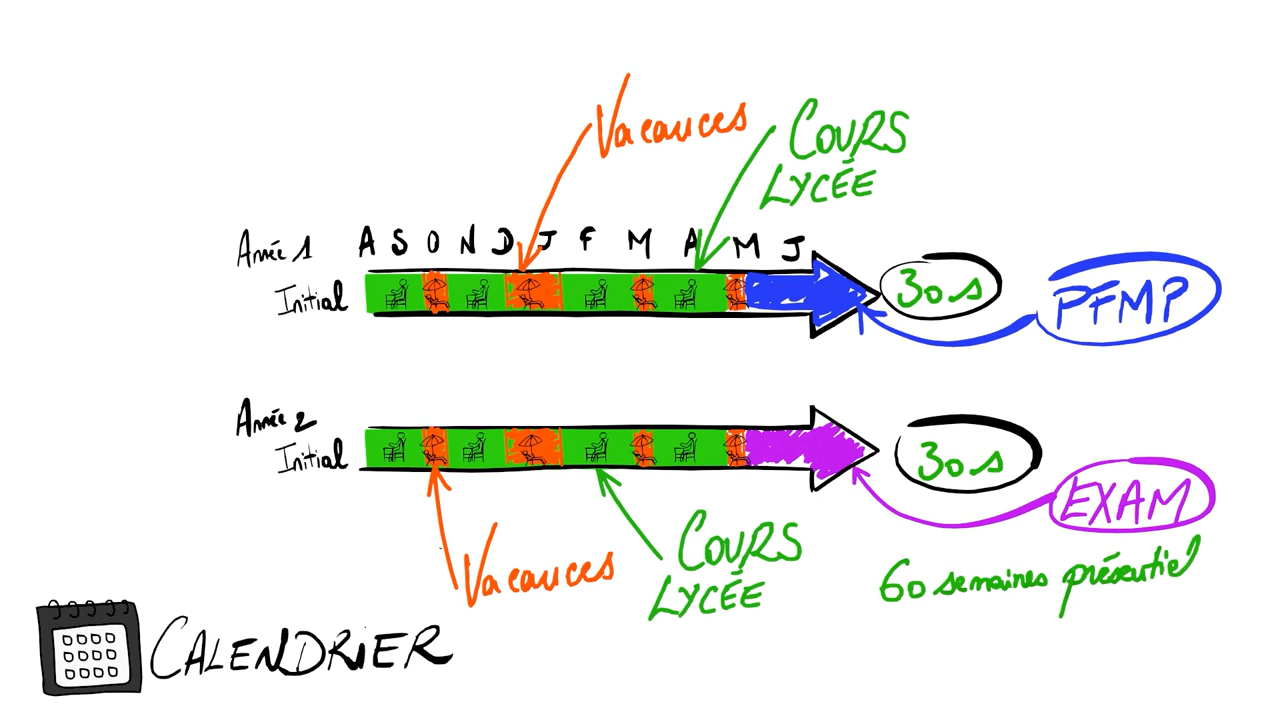 Vacances
COURS
LYCÉE
Année 1
A S O N D J F M A M J
Initial
30 s
PFMP
Année 2
Initial
30 s
EXAM
Vacances
COURS
LYCÉE
60 semaines présentiel
CALENDRIER